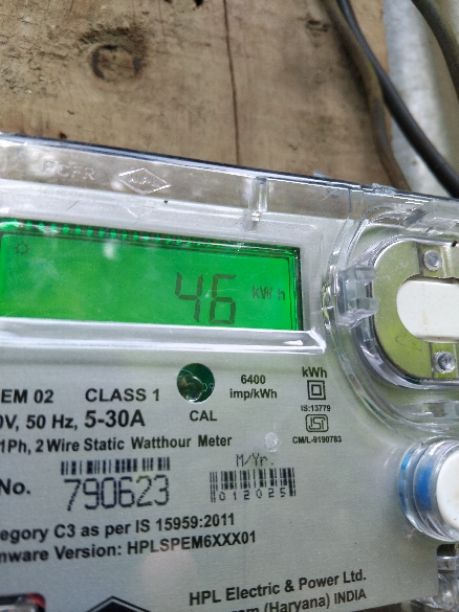 46 kWh
EM 02 CLASS 1
6400
imp/kWh
kWh
0V, 50 Hz, 5-30A
CAL
IS:13779
1Ph, 2 Wire Static Watthour Meter
ISI
CM/L-9190783
M/Yr.
No. 790623
012025
egory C3 as per IS 15959:2011
mware Version: HPLSPEM6XXX01
HPL Electric & Power Ltd.
(Haryana) INDIA